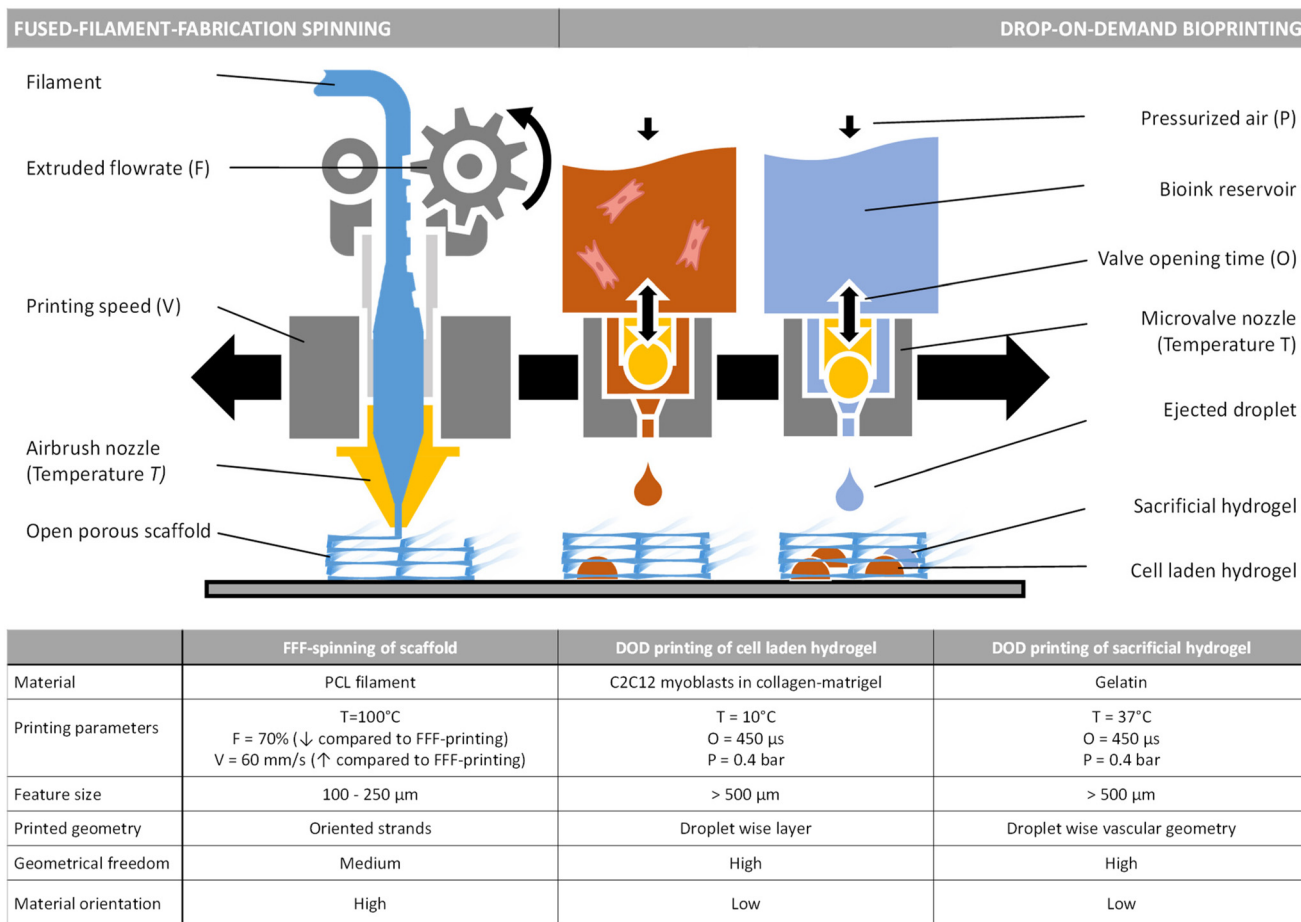 FUSED-FILAMENT-FABRICATION SPINNING
DROP-ON-DEMAND BIOPRINTING
Filament
Extruded flowrate (F)
Printing speed (V)
Airbrush nozzle
(Temperature T)
Open porous scaffold
Pressurized air (P)
Bioink reservoir
Valve opening time (O)
Microvalve nozzle
(Temperature T)
Ejected droplet
Sacrificial hydrogel
Cell laden hydrogel
FFF-spinning of scaffold DOD printing of cell laden hydrogel DOD printing of sacrificial hydrogel
Material PCL filament C2C12 myoblasts in collagen-matrigel Gelatin
Printing parameters
T=100°C
F = 70% (↓ compared to FFF-printing)
V = 60 mm/s (↑ compared to FFF-printing)
T = 10°C
O = 450 µs
P = 0.4 bar
T = 37°C
O = 450 µs
P = 0.4 bar
Feature size 100 - 250 µm > 500 µm > 500 µm
Printed geometry Oriented strands Droplet wise layer Droplet wise vascular geometry
Geometrical freedom Medium High High
Material orientation High Low Low